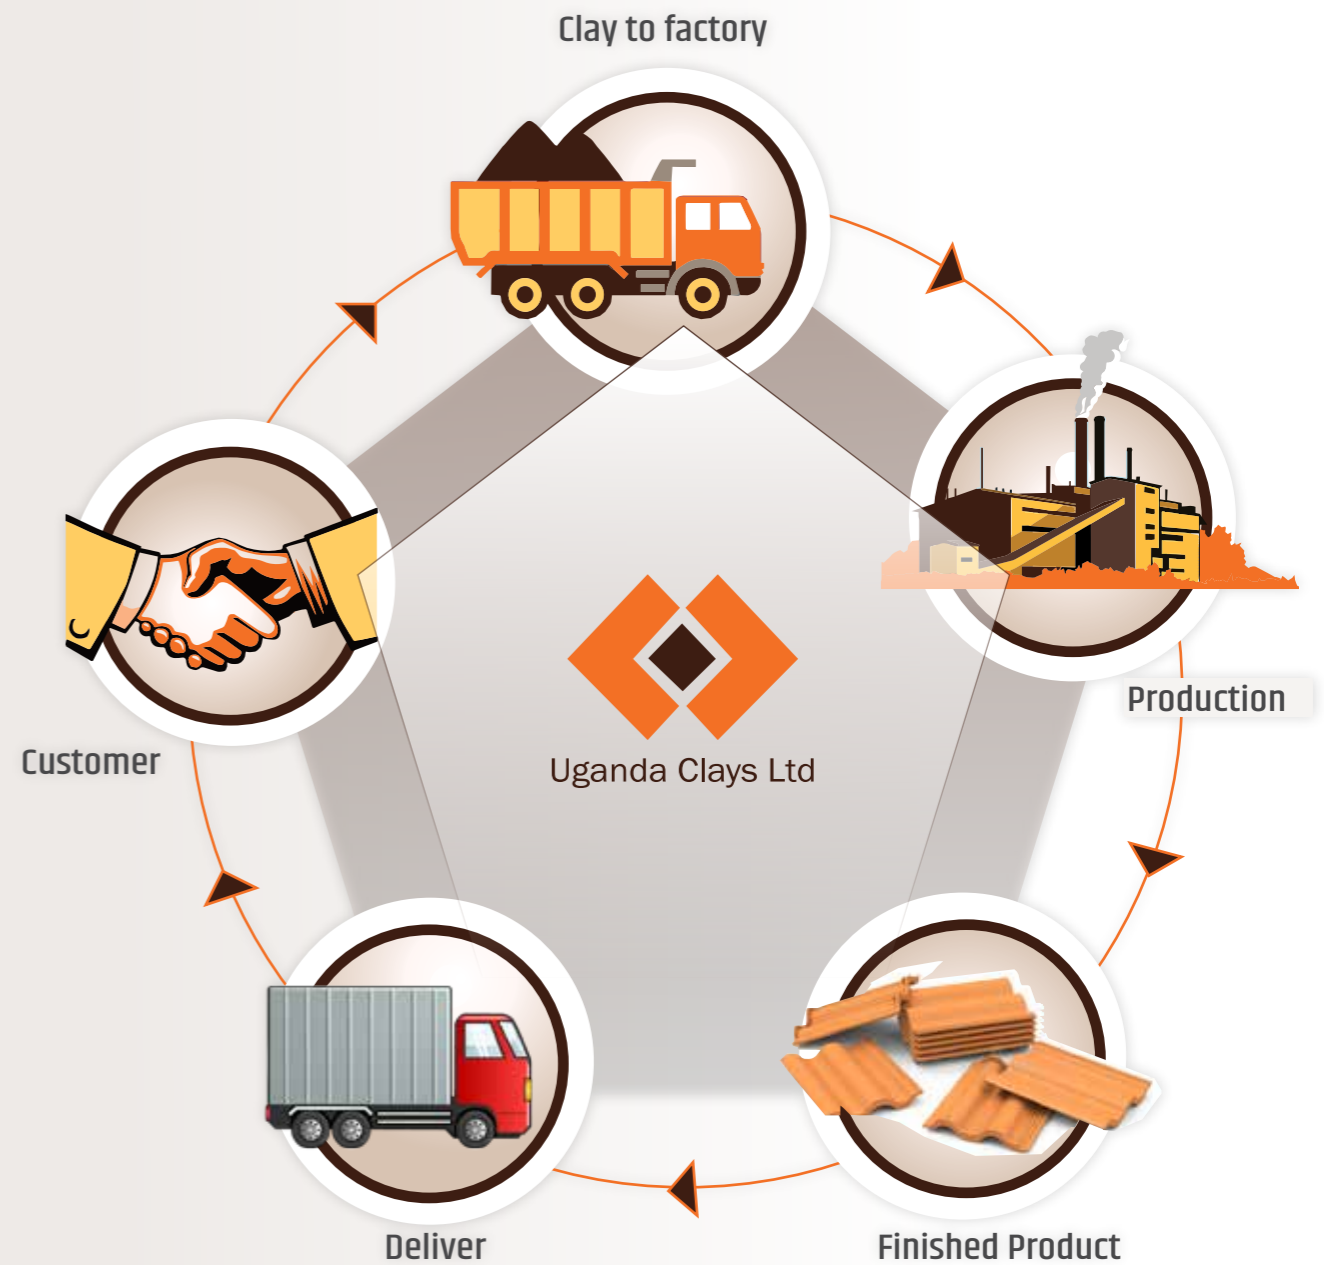 Clay to factory
Production
Uganda Clays Ltd
Customer
Deliver
Finished Product